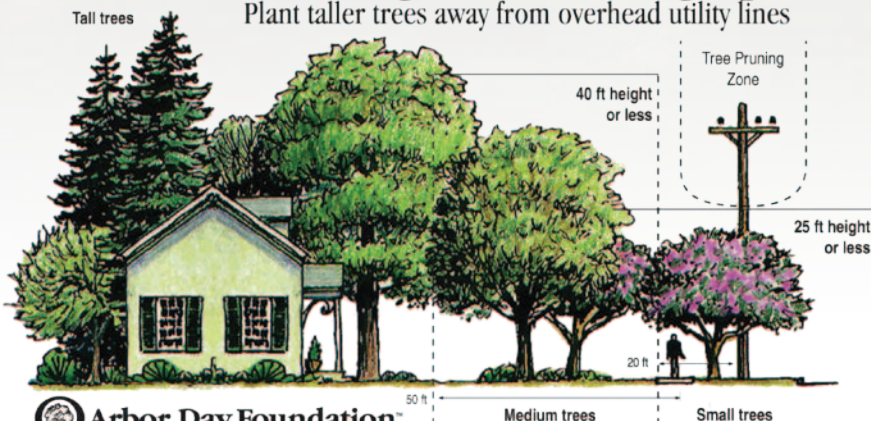 Plant taller trees away from overhead utility lines
Tall trees
Tree Pruning
Zone
40 ft height
or less
25 ft height
or less
20 ft
50 ft
Arbor Day Foundation™
Medium trees
Small trees